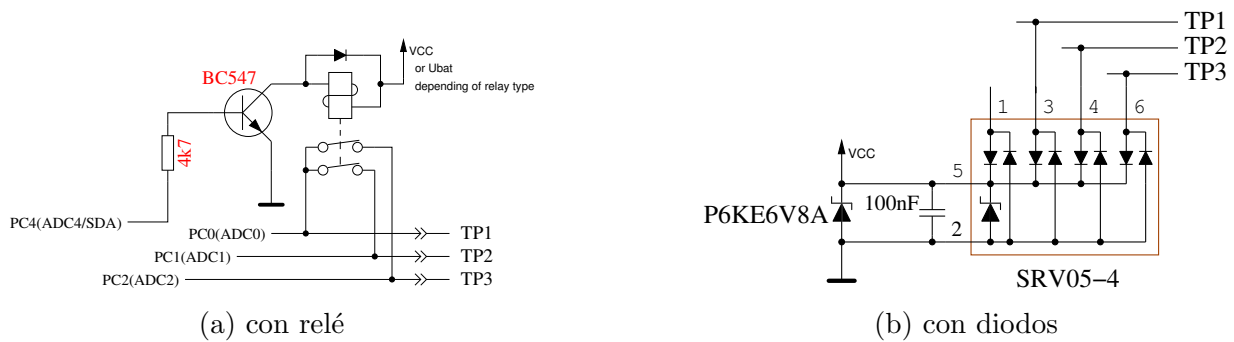 BC547
VCC
or Ubat
depending of relay type
4k7
PC4(ADC4/SDA)
PC0(ADC0)
TP1
PC1(ADC1)
TP2
PC2(ADC2)
TP3
(a) con relé
TP1
TP2
TP3
1 3 4 6
VCC
5
P6KE6V8A
100nF
2
SRV05−4
(b) con diodos